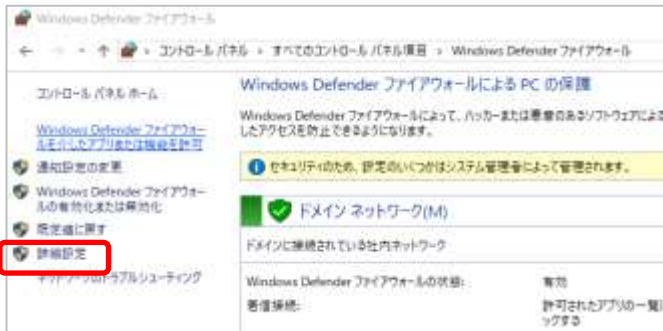 Windows Defender ファイアウォール
コントロール パネル › すべてのコントロール パネル項目 › Windows Defender ファイアウォール
コントロール パネル ホーム
Windows Defender ファイアウォー
ルを介したアプリまたは機能を許可
通知設定の変更
Windows Defender ファイアウォー
ルの有効化または無効化
既定値に戻す
詳細設定
ネットワークのトラブルシューティング
Windows Defender ファイアウォールによる PC の保護
Windows Defender ファイアウォールによって、ハッカーまたは悪意のあるソフトウェアによる
したアクセスを防止できるようになります。
セキュリティのため、設定のいくつかはシステム管理者によって管理されます。
ドメイン ネットワーク(M)
ドメインに接続されている社内ネットワーク
Windows Defender ファイアウォールの状態: 有効
着信接続: 許可されたアプリの一覧に
ックする